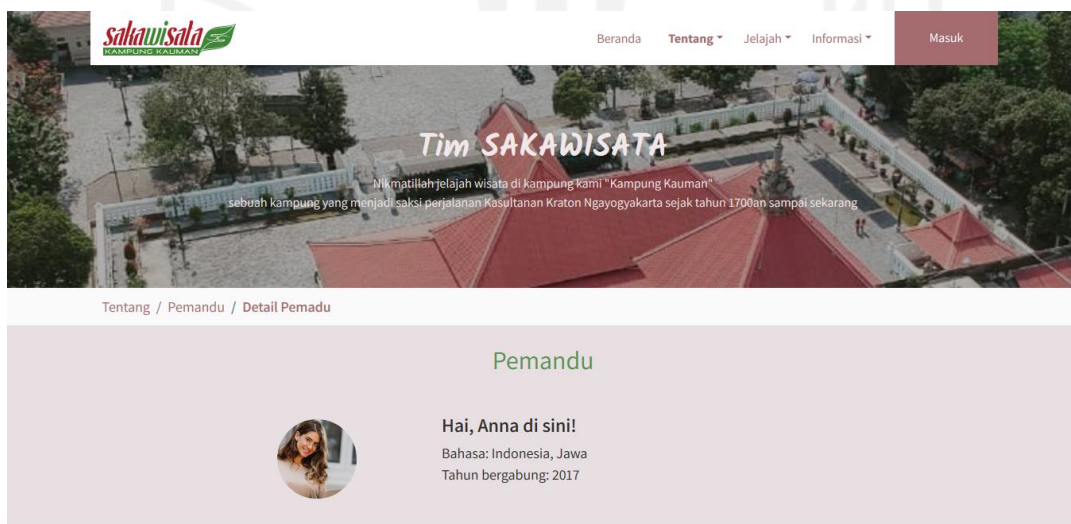 sakawisata
KAMPUNG KAUMAN
Beranda Tentang Jelajah Informasi Masuk
Tim SAKAWISATA
Nikmatillah jelajah wisata di kampung kami "Kampung Kauman"
sebuah kampung yang menjadi saksi perjalanan Kasultanan Kraton Ngayogyakarta sejak tahun 1700an sampai sekarang
Tentang / Pemandu / Detail Pemadu
Pemandu
Hai, Anna di sini!
Bahasa: Indonesia, Jawa
Tahun bergabung: 2017